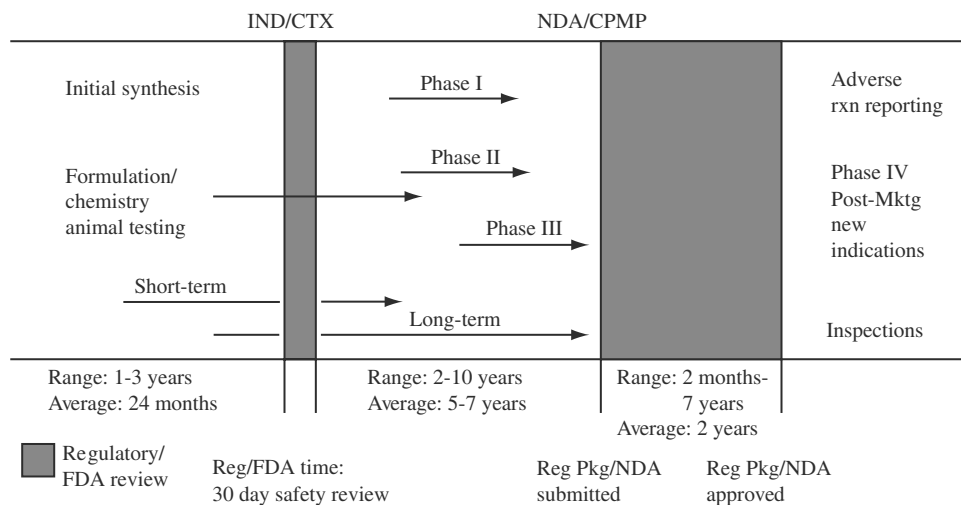 IND/CTX
NDA/CPMP
Initial synthesis
Phase I
Adverse
rxn reporting
Phase II
Formulation/
chemistry
animal testing
Phase IV
Post-Mktg
new
indications
Phase III
Short-term
Long-term
Inspections
Range: 1-3 years
Average: 24 months
Range: 2-10 years
Average: 5-7 years
Range: 2 months-
7 years
Average: 2 years
Regulatory/
FDA review
Reg/FDA time:
30 day safety review
Reg Pkg/NDA
submitted
Reg Pkg/NDA
approved